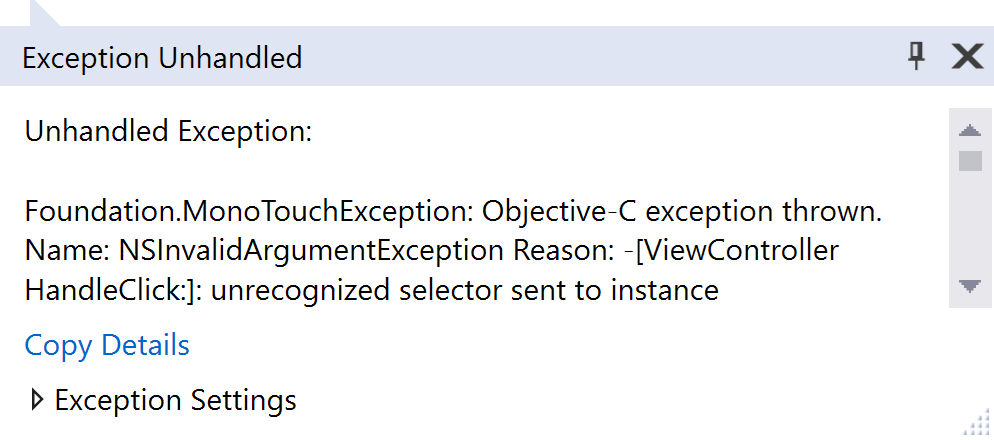 Exception Unhandled
Unhandled Exception:
Foundation.MonoTouchException: Objective-C exception thrown.
Name: NSInvalidArgumentException Reason: -[ViewController
HandleClick:]: unrecognized selector sent to instance
Copy Details
Exception Settings